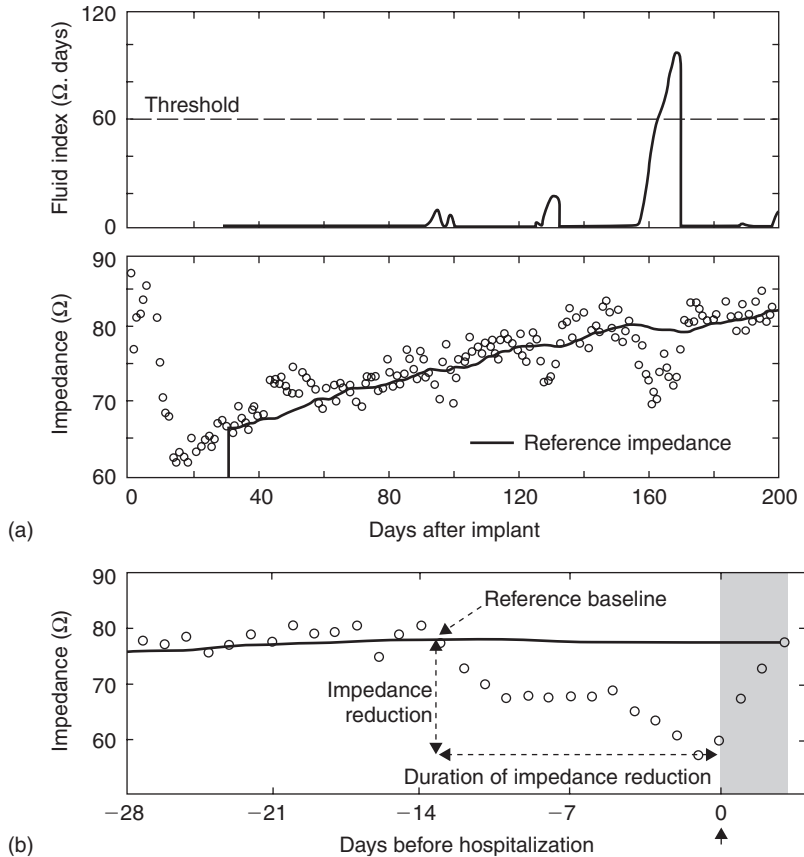 120
Fluid index (Ω. days)
Threshold
60
0
90
Impedance (Ω)
80
70
Reference impedance
60
0 40 80 120 160 200
(a)
Days after implant
90
Impedance (Ω)
Reference baseline
80
70
Impedance
reduction
60
Duration of impedance reduction
−28 −21 −14 −7 0
(b)
Days before hospitalization